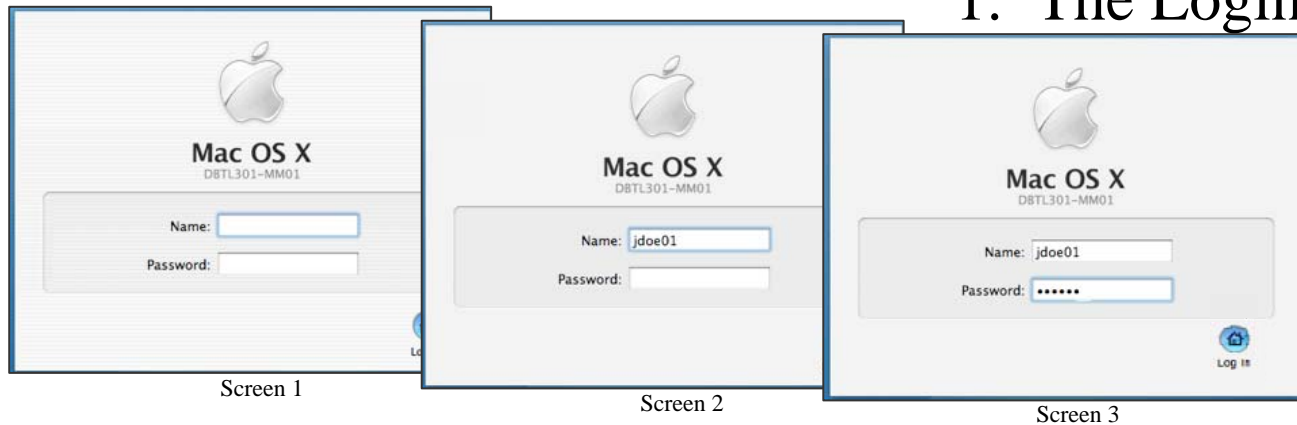 1. The Login
Mac OS X
DBTL301-MM01
Name:
Password:
Screen 1
Mac OS X
DBTL301-MM01
Name: jdoe01
Password:
Screen 2
Mac OS X
DBTL301-MM01
Name: jdoe01
Password: ••••••
Log In
Screen 3